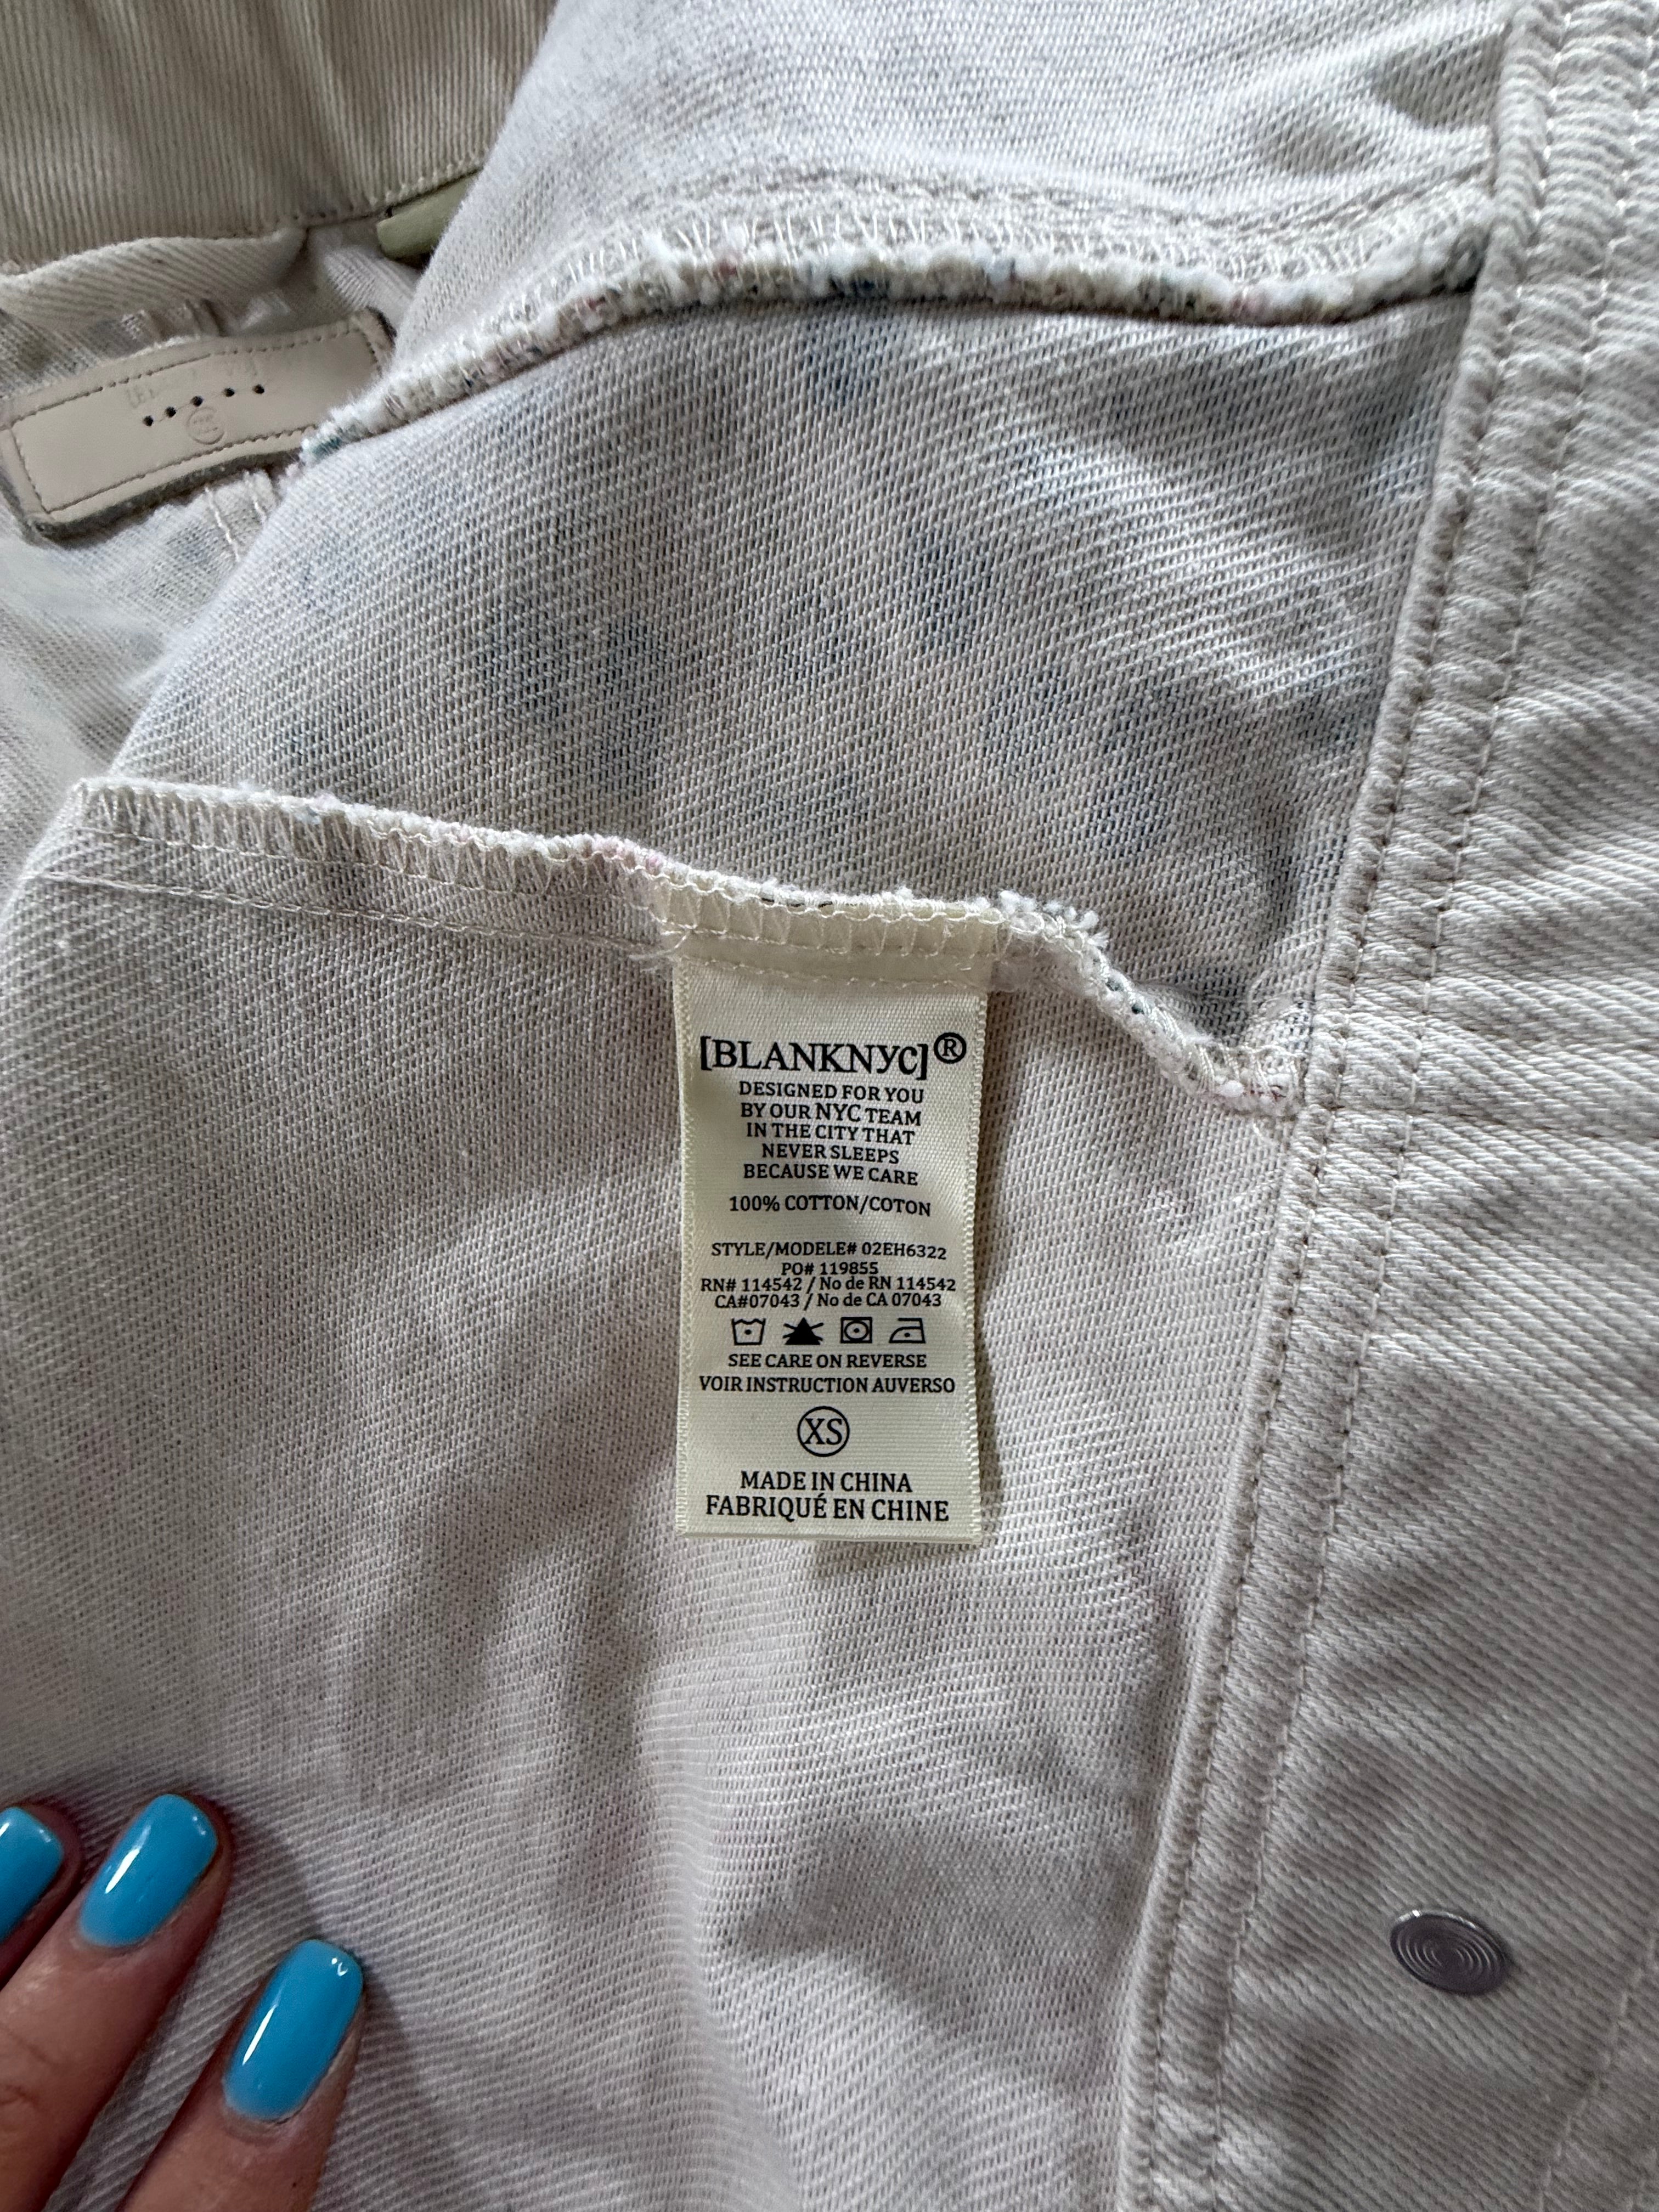 [BLANKNYC]®
DESIGNED FOR YOU
BY OUR NYC TEAM
IN THE CITY THAT
NEVER SLEEPS
BECAUSE WE CARE
100% COTTON/COTON
STYLE/MODELE# 02EH6322
PO# 119855
RN# 114542 / No de RN 114542
CA#07043 / No de CA 07043
SEE CARE ON REVERSE
VOIR INSTRUCTION AUVERSO
XS
MADE IN CHINA
FABRIQUÉ EN CHINE